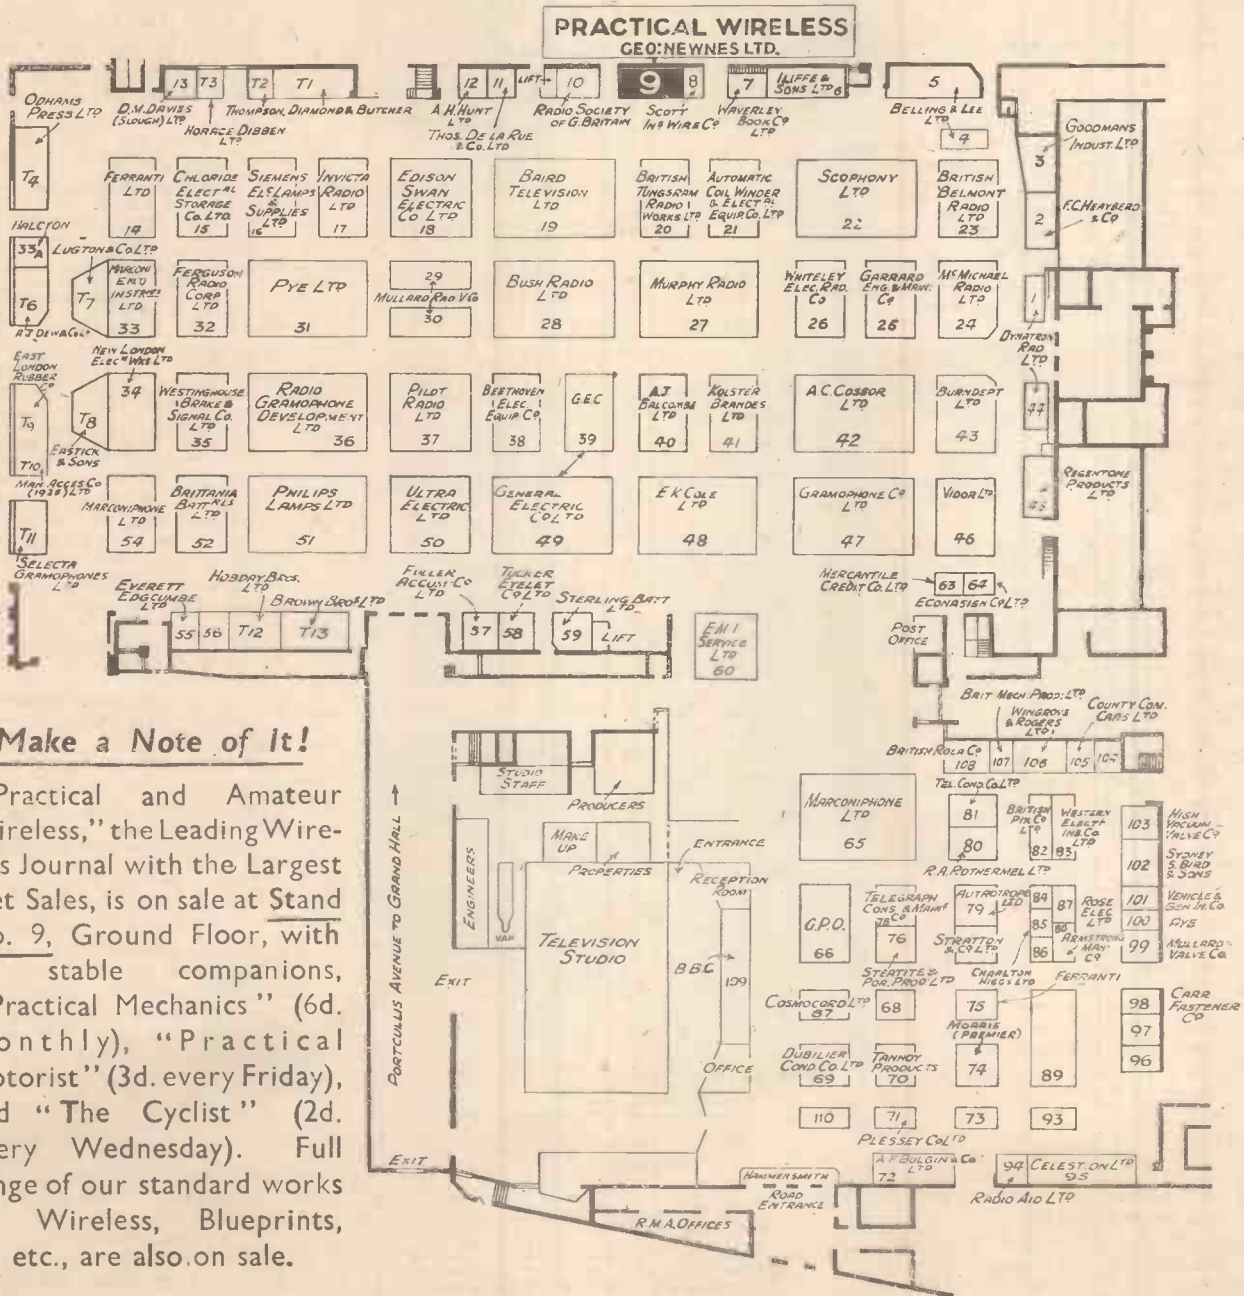 PRACTICAL WIRELESS
GEO: NEWNES LTD.
13
T3
T2
T1
12
11
LIFT
10
9
8
7
ILIFFE &
SONS LTD 6
5
ODHAMS
PRESS LTD
D.M. DAVIES
(SLOUGH) LTD
HORACE DIBBEN
LTD
THOMPSON, DIAMOND & BUTCHER
A.H. HUNT
LTD
THOS. DE LA RUE
& CO. LTD
RADIO SOCIETY
OF G. BRITAIN
SCOTT
INS WIRE CO
WAVERLEY
BOOK CO
LTD
BELLING & LEE
LTD
4
3
GOODMANS
INDUST. LTD
T4
FERRANTI
LTD
14
CHLORIDE
ELECTAL
STORAGE
CO. LTD.
15
SIEMENS
EL. LAMPS
& SUPPLIES
LTD
16
INVICTA
RADIO
LTD
17
EDISON
SWAN
ELECTRIC
CO LTD
18
BAIRD
TELEVISION
LTD
19
BRITISH
TUNGSRAM
RADIO
WORKS LTD
20
AUTOMATIC
COIL WINDER
& ELECTAL
EQUIP. CO. LTD
21
SCOPHONY
LTD
22
BRITISH
BELMONT
RADIO
LTD
23
2
F.C. HEAYBERD
& CO
HALCYON
33A
LUGTON & CO LTD
T6
T7
A.J. DEW & CO
MARCONI
EKCO
INSTRTS
LTD
33
FERGUSON
RADIO
CORP
LTD
32
PYE LTD
31
29
MULLARD RAD V CO
30
BUSH RADIO
LTD
28
MURPHY RADIO
LTD
27
WHITELEY
ELEC. RAD.
CO
26
GARRARD
ENG. & MAN.
CO
25
MCMICHAEL
RADIO
LTD
24
1
DYNATRON
RAD
LTD
EAST
LONDON
RUBBER
CO
NEW LONDON
ELECN WKS LTD
T9
T8
34
EASTICK
& SONS
T10
WESTINGHOUSE
BRAKE &
SIGNAL CO.
LTD
35
RADIO
GRAMOPHONE
DEVELOPMENT
LTD
36
PILOT
RADIO
LTD
37
BEETHOVEN
ELEC.
EQUIP CO
38
G.E.C
39
A.J.
BALCOMBE
LTD
40
KOLSTER
BRANDES
LTD
41
A.C. COSSOR
LTD
42
BURNDEPT
LTD
43
44
REGENTONE
PRODUCTS
LTD
45
MAN. ACCES. CO
(1928) LTD
T11
SELECTA
GRAMOPHONES
LTD
MARCONIPHONE
LTD
54
BRITTANIA
BATTRLS
LTD
52
PHILIPS
LAMPS LTD
51
ULTRA
ELECTRIC
LTD
50
GENERAL
ELECTRIC
CO LTD
49
E K COLE
LTD
48
GRAMOPHONE CO
LTD
47
VIDOR LTD
46
EVERETT
EDGCUMBE
LTD
HOBDAY BROS.
LTD
BROWN BROS LTD
55
56
T12
T13
FULLER
ACCUM. CO
LTD
TUCKER
EYELET
CO LTD
STERLING BATT
LTD
57
58
59
LIFT
E M I
SERVICE
LTD
60
MERCANTILE
CREDIT CO. LTD
63
64
ECONASIGN CO LTD
POST
OFFICE
Make a Note of it!
Practical and Amateur
ireless," the Leading Wire-
s Journal with the Largest
et Sales, is on sale at Stand
o. 9, Ground Floor, with
stable companions,
Practical Mechanics" (6d.
onthly), "Practical
otorist" (3d. every Friday),
d "The Cyclist" (2d.
ery Wednesday). Full
nge of our standard works
Wireless, Blueprints,
etc., are also on sale.
PORTCULLIS AVENUE TO GRAND HALL
STUDIO
STAFF
PRODUCERS
MAKE
UP
PROPERTIES
ENGINEERS
VAN
TELEVISION
STUDIO
ENTRANCE
RECEPTION
ROOM
B.B.C
109
OFFICE
EXIT
EXIT
BRIT MECH. PROD. LTD
WINGROVE
& ROGERS
LTD
COUNTY COM.
CARS LTD
BRITISH ROLA CO
108
107
106
105
104
MARCONIPHONE
LTD
65
TEL. COND. CO LTD
81
80
R.A. ROTHERMEL LTD
BRITISH
PIX CO
LTD
82
WESTERN
ELECT
INS. CO.
LTD
83
103
HIGH
VACUUM
VALVE CO
102
SYDNEY
S. BIRD
& SONS
101
VEHICLE &
GEN IN. CO.
100
PYE
99
MULLARD
VALVE CO.
G.P.O.
66
TELEGRAPH
CONS. & MAINCE
CO
78
76
STEATITE &
POR. PROD. LTD
AUTROTROPE
LTD
79
STRATTON
& CO LTD
84
85
86
CHARLTON
HIGGS LTD
87
88
ROSE
ELEC
LTD
ARMSTRONG
MAN.
CO
FERRANTI
COSMOCORD LTD
67
68
75
MORRIS
(PREMIER)
74
89
98
97
96
CARR
FASTENER
CO
DUBILIER
COND CO. LTD
69
TANNOY
PRODUCTS
70
110
71
PLESSEY CO LTD
73
93
HAMMERSMITH
ROAD
ENTRANCE
A.F. BULGIN & CO
LTD
72
94
CELESTION LTD
95
RADIO AID LTD
R.M.A. OFFICES